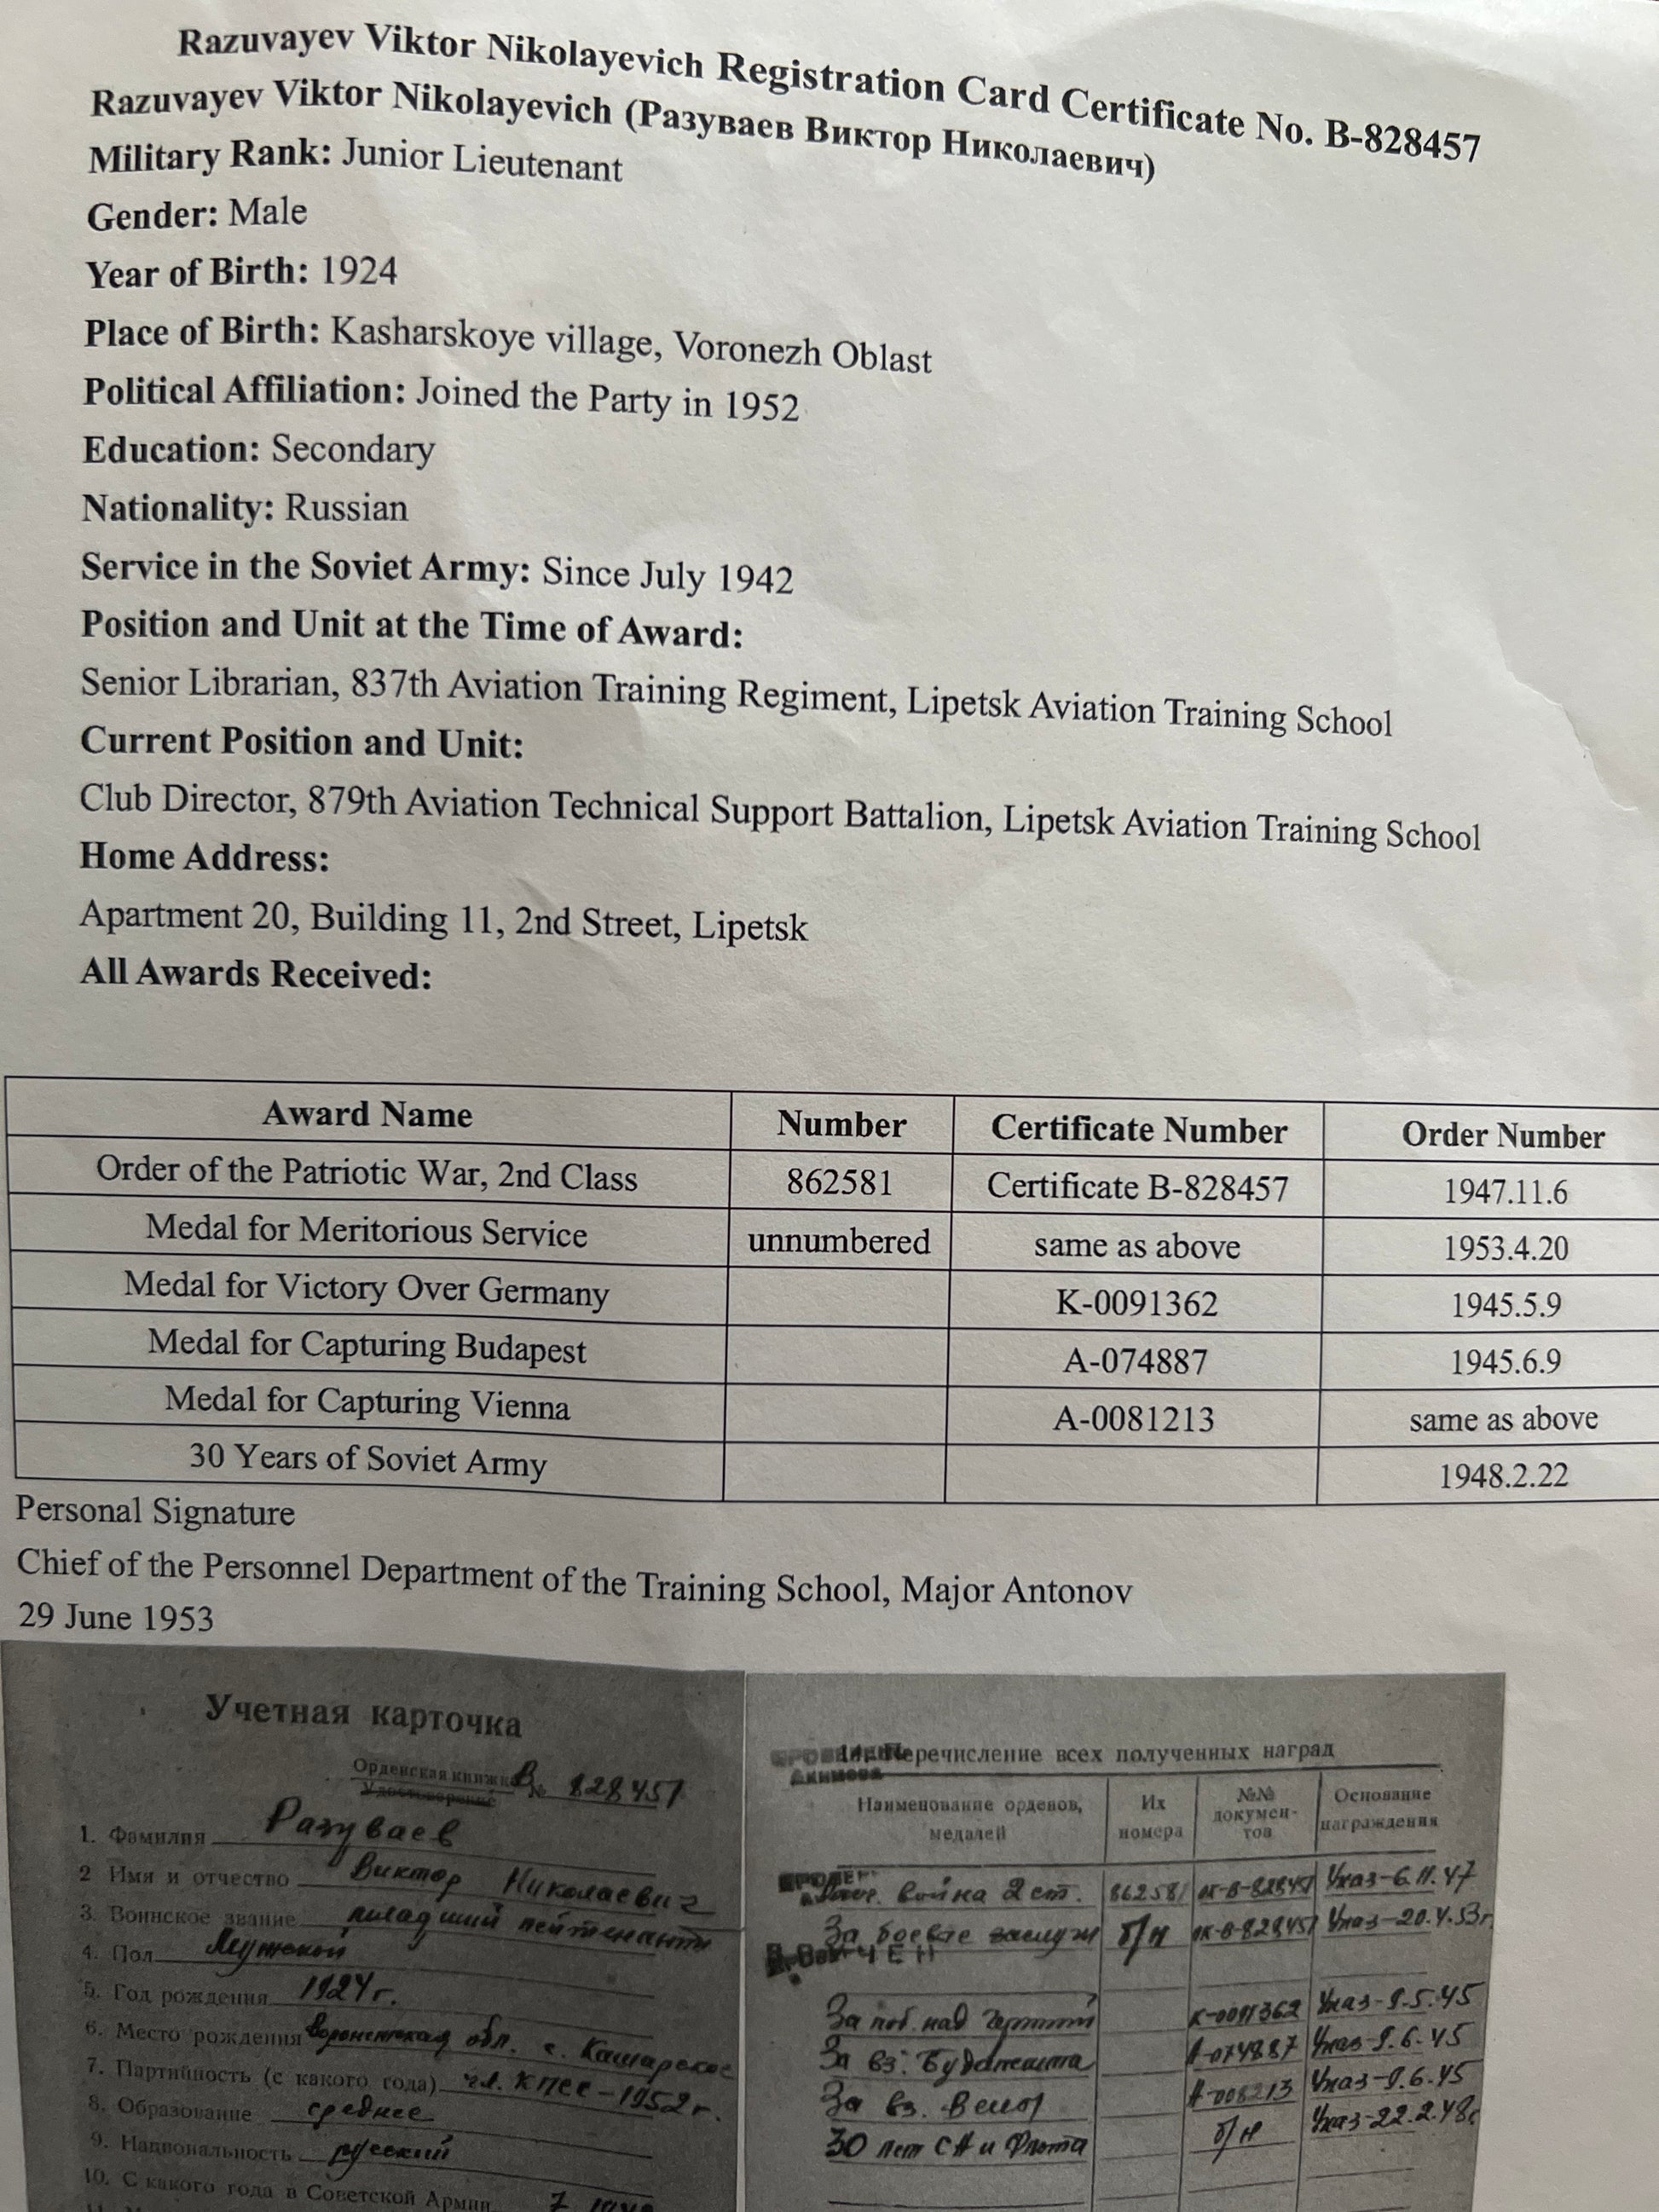 Razuvayev Viktor Nikolayevich Registration Card Certificate No. B-828457
Razuvayev Viktor Nikolayevich (Разуваев Виктор Николаевич)
Military Rank: Junior Lieutenant
Gender: Male
Year of Birth: 1924
Place of Birth: Kasharskoye village, Voronezh Oblast
Political Affiliation: Joined the Party in 1952
Education: Secondary
Nationality: Russian
Service in the Soviet Army: Since July 1942
Position and Unit at the Time of Award:
Senior Librarian, 837th Aviation Training Regiment, Lipetsk Aviation Training School
Current Position and Unit:
Club Director, 879th Aviation Technical Support Battalion, Lipetsk Aviation Training School
Home Address:
Apartment 20, Building 11, 2nd Street, Lipetsk
All Awards Received:
Award Name Number Certificate Number Order Number
Order of the Patriotic War, 2nd Class 862581 Certificate B-828457 1947.11.6
Medal for Meritorious Service unnumbered same as above 1953.4.20
Medal for Victory Over Germany K-0091362 1945.5.9
Medal for Capturing Budapest A-074887 1945.6.9
Medal for Capturing Vienna A-0081213 same as above
30 Years of Soviet Army 1948.2.22
Personal Signature
Chief of the Personnel Department of the Training School, Major Antonov
29 June 1953
Учетная карточка
Орденская книжка В № 828457
Удостоверение
1. Фамилия Разуваев
2 Имя и отчество Виктор Николаевич
3. Воинское звание младший лейтенант
4. Пол Мужской
5. Год рождения 1924 г.
6. Место рождения Воронежская обл. с. Кашарское
7. Партийность (с какого года) чл. КПСС – 1952 г.
8. Образование среднее
9. Национальность русский
10. С какого года в Советской Армии
Перечисление всех полученных наград
Наименование орденов, медалей Их номера №№ документов Основание награждения
война 2 ст. 862581 ок-В-828457 Указ-6.11.47
За боевые заслуги б/н ок-В-828457 Указ-20.4.53г.
За поб. над К-0091362 Указ-9.5.45
За вз. Будапешта А-074887 Указ-9.6.45
За вз. Вены А-008213 Указ-9.6.45
30 лет СА и Флота б/н Указ-22.2.48г